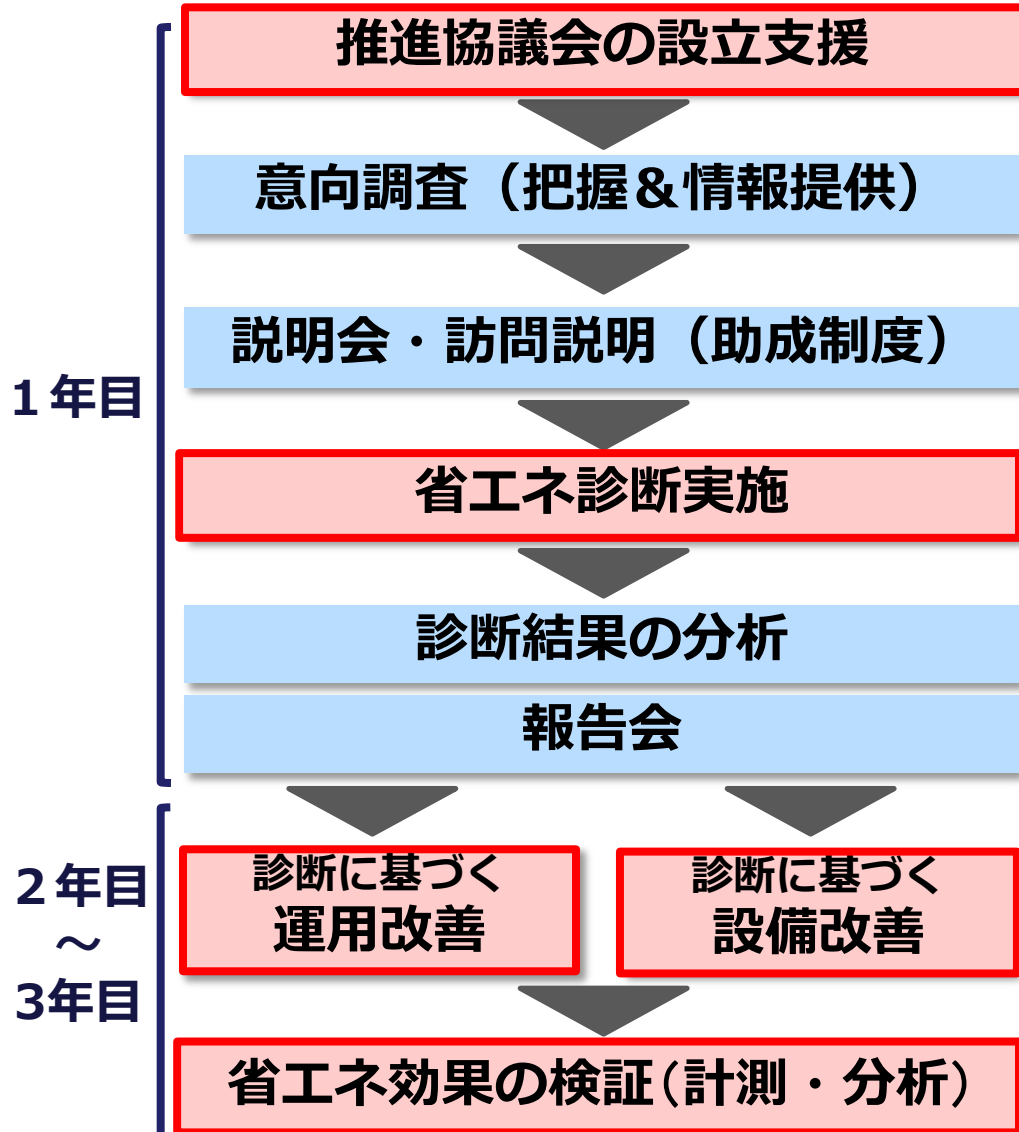 推進協議会の設立支援
意向調査（把握＆情報提供）
説明会・訪問説明（助成制度）
１年目
省エネ診断実施
診断結果の分析
報告会
２年目
～
3年目
診断に基づく
運用改善
診断に基づく
設備改善
省エネ効果の検証(計測・分析）